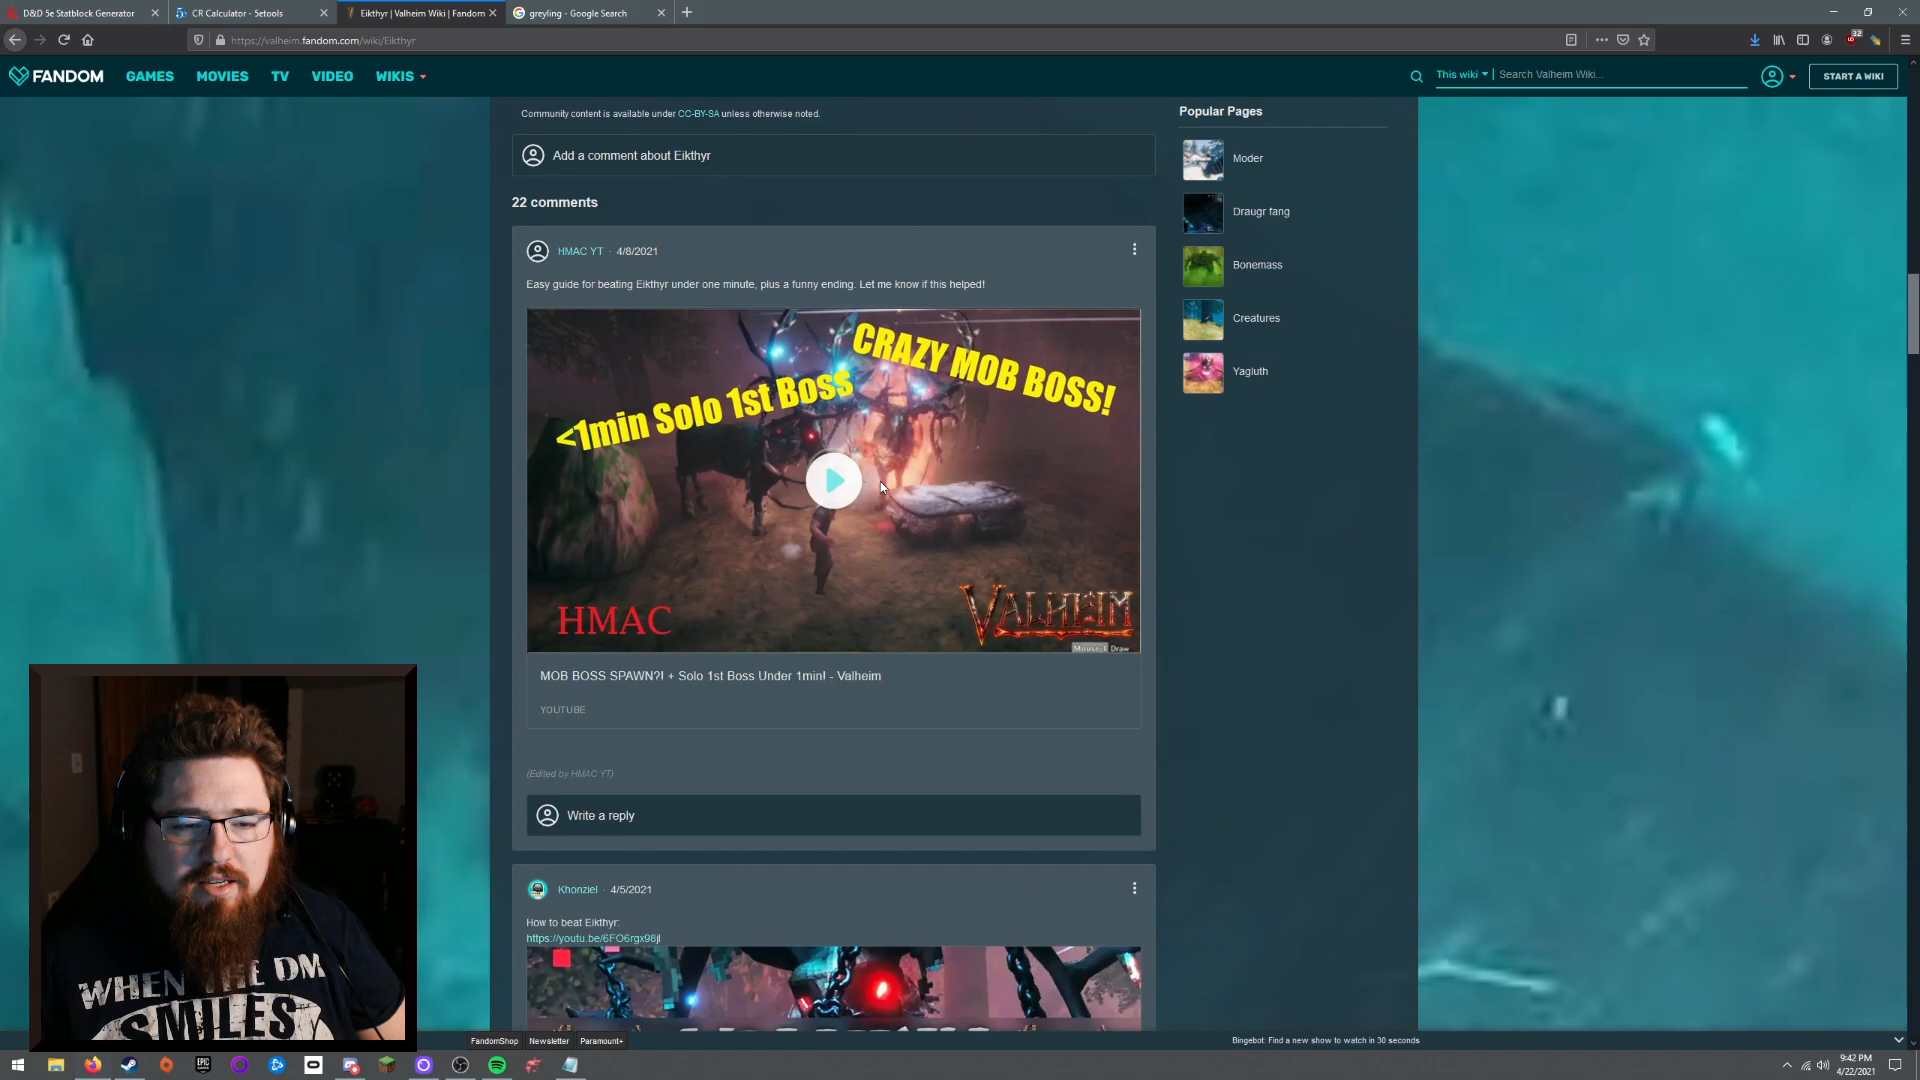 D&D 5e Statblock Generator
CR Calculator - 5etools
Eikthyr | Valheim Wiki | Fandom
greyling - Google Search
https://valheim.fandom.com/wiki/Eikthyr
32
FANDOM
GAMES
MOVIES
TV
VIDEO
WIKIS
This wiki
Search Valheim Wiki...
START A WIKI
Community content is available under CC-BY-SA unless otherwise noted.
Add a comment about Eikthyr
22 comments
HMAC YT · 4/8/2021
Easy guide for beating Eikthyr under one minute, plus a funny ending. Let me know if this helped!
<1min Solo 1st Boss
CRAZY MOB BOSS!
HMAC
VALHEIM
Mouse:1 Draw
MOB BOSS SPAWN?! + Solo 1st Boss Under 1min! - Valheim
YOUTUBE
(Edited by HMAC YT)
Write a reply
Khonziel · 4/5/2021
How to beat Eikthyr:
Popular Pages
Moder
Draugr fang
Bonemass
Creatures
Yagluth
WHEN THE DM
SMILES
FandomShop
Newsletter
Paramount+
Bingebot: Find a new show to watch in 30 seconds
EPIC
9:42 PM
4/22/2021